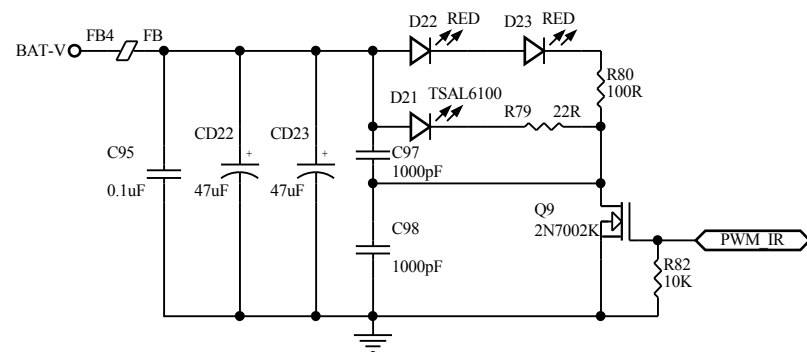 D22 RED D23 RED
FB4 FB
BAT-V
R80
100R
D21 TSAL6100
R79 22R
C95
0.1uF
CD22
+
47uF
CD23
+
47uF
C97
1000pF
C98
1000pF
Q9
2N7002K
PWM_IR
R82
10K